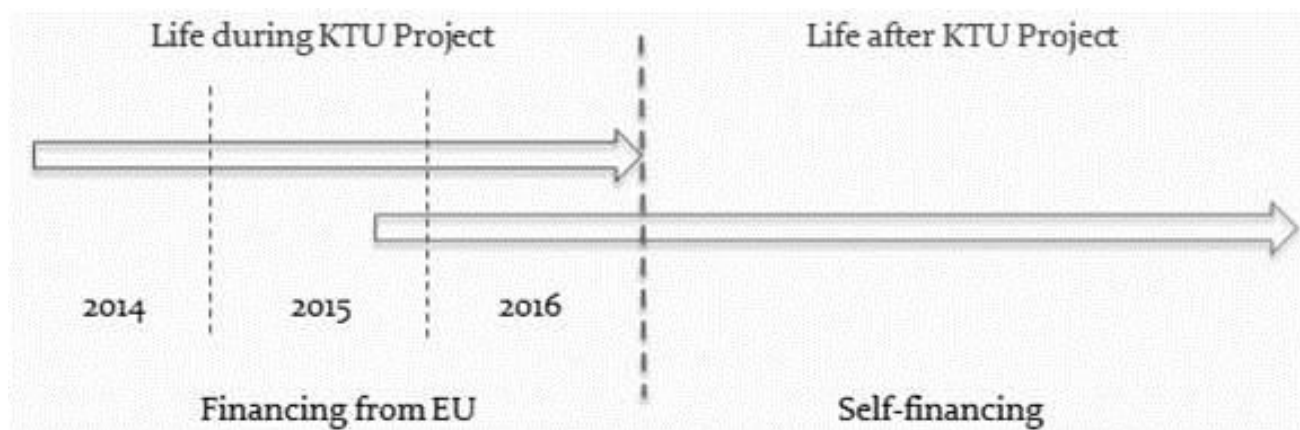 Life during KTU Project
Life after KTU Project
2014
2015
2016
Financing from EU
Self-financing